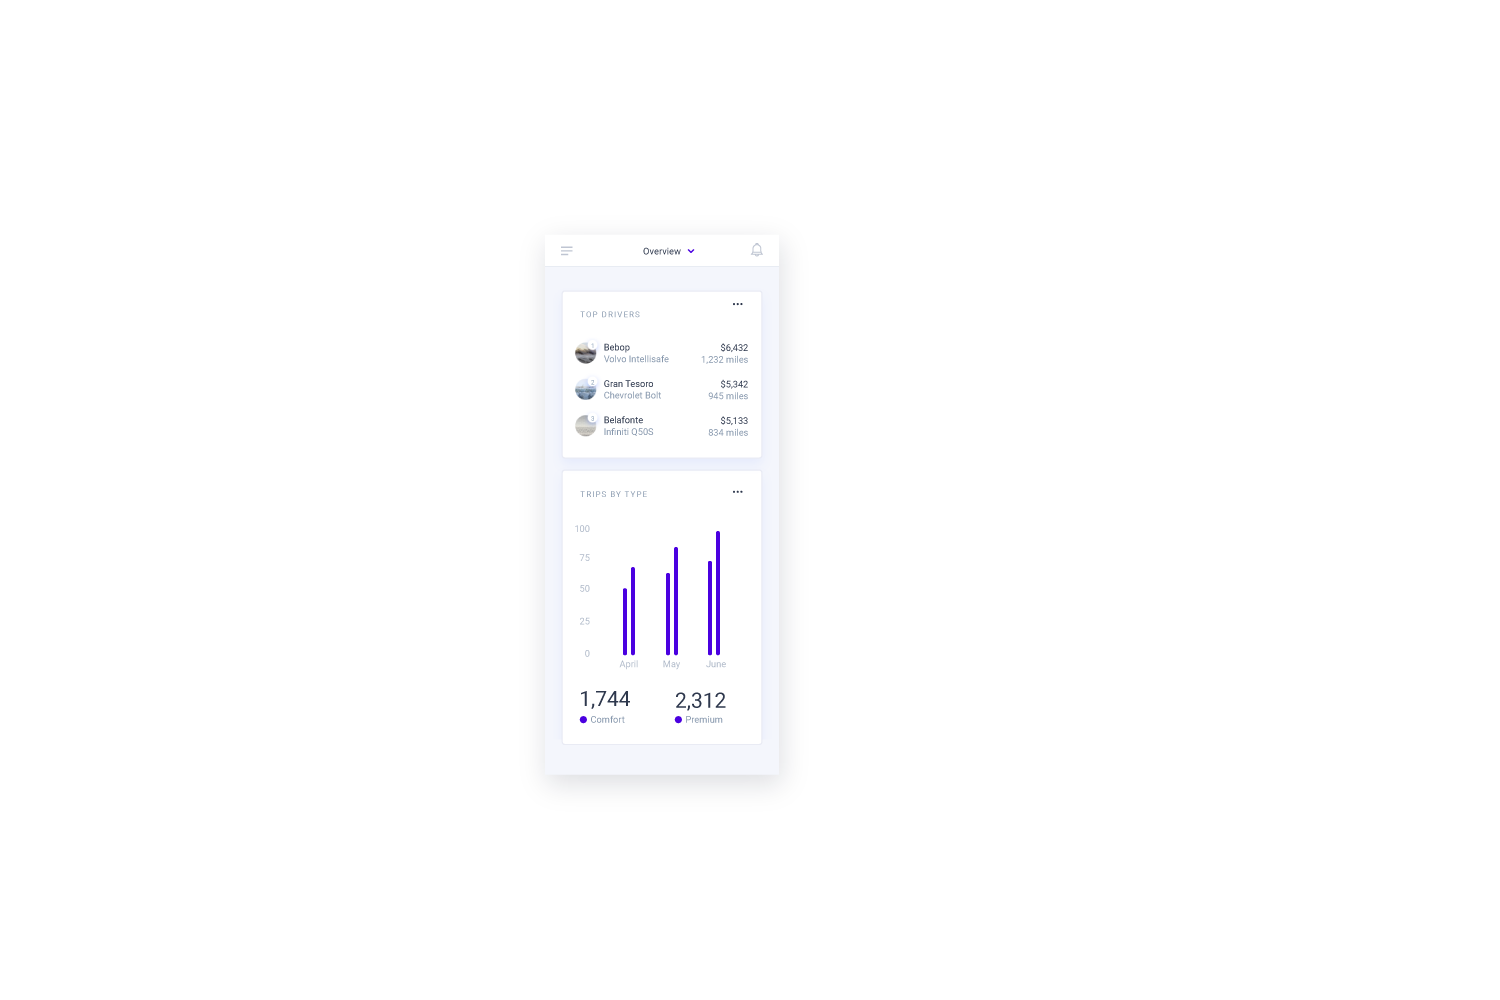 Overview
TOP DRIVERS
1
Bebop $6,432
Volvo Intellisafe 1,232 miles
2
Gran Tesoro $5,342
Chevrolet Bolt 945 miles
3
Belafonte $5,133
Infiniti Q50S 834 miles
TRIPS BY TYPE
100
75
50
25
0
April May June
1,744 2,312
Comfort Premium